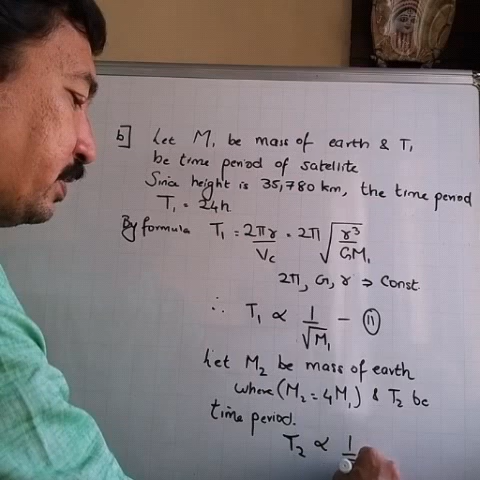 b] Let M₁ be mass of earth & T₁
be time period of satellite
Since height is 35,780 km, the time period
T₁ = 24h
By formula T₁ = 2πr/Vc = 2π √(r³/GM₁)
2π, G, r ⇒ Const.
∴ T₁ ∝ 1/√M₁ — (II)
Let M₂ be mass of earth
where (M₂ = 4M₁) & T₂ be
time period.
T₂ ∝ 1/